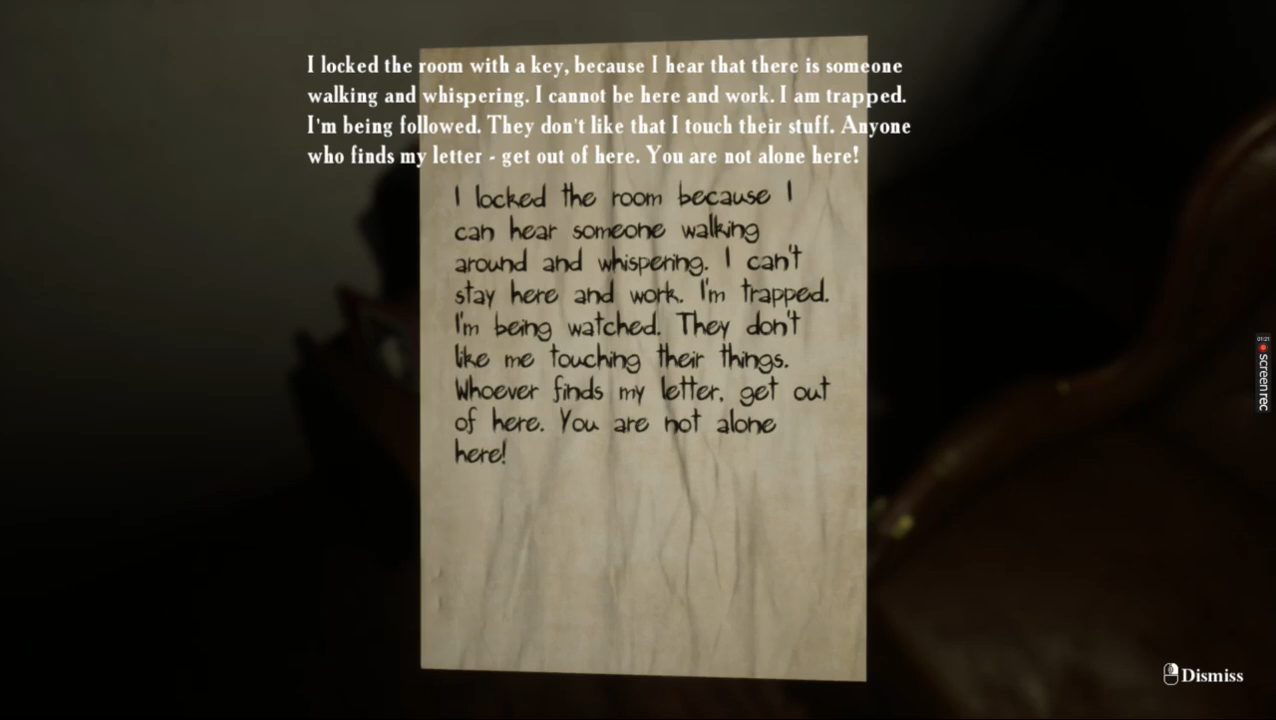 I locked the room with a key, because I hear that there is someone
walking and whispering. I cannot be here and work. I am trapped.
I'm being followed. They don't like that I touch their stuff. Anyone
who finds my letter - get out of here. You are not alone here!
I locked the room because I
can hear someone walking
around and whispering. I can't
stay here and work. I'm trapped.
I'm being watched. They don't
like me touching their things.
Whoever finds my letter, get out
of here. You are not alone
here!
01:21
screen rec
Dismiss